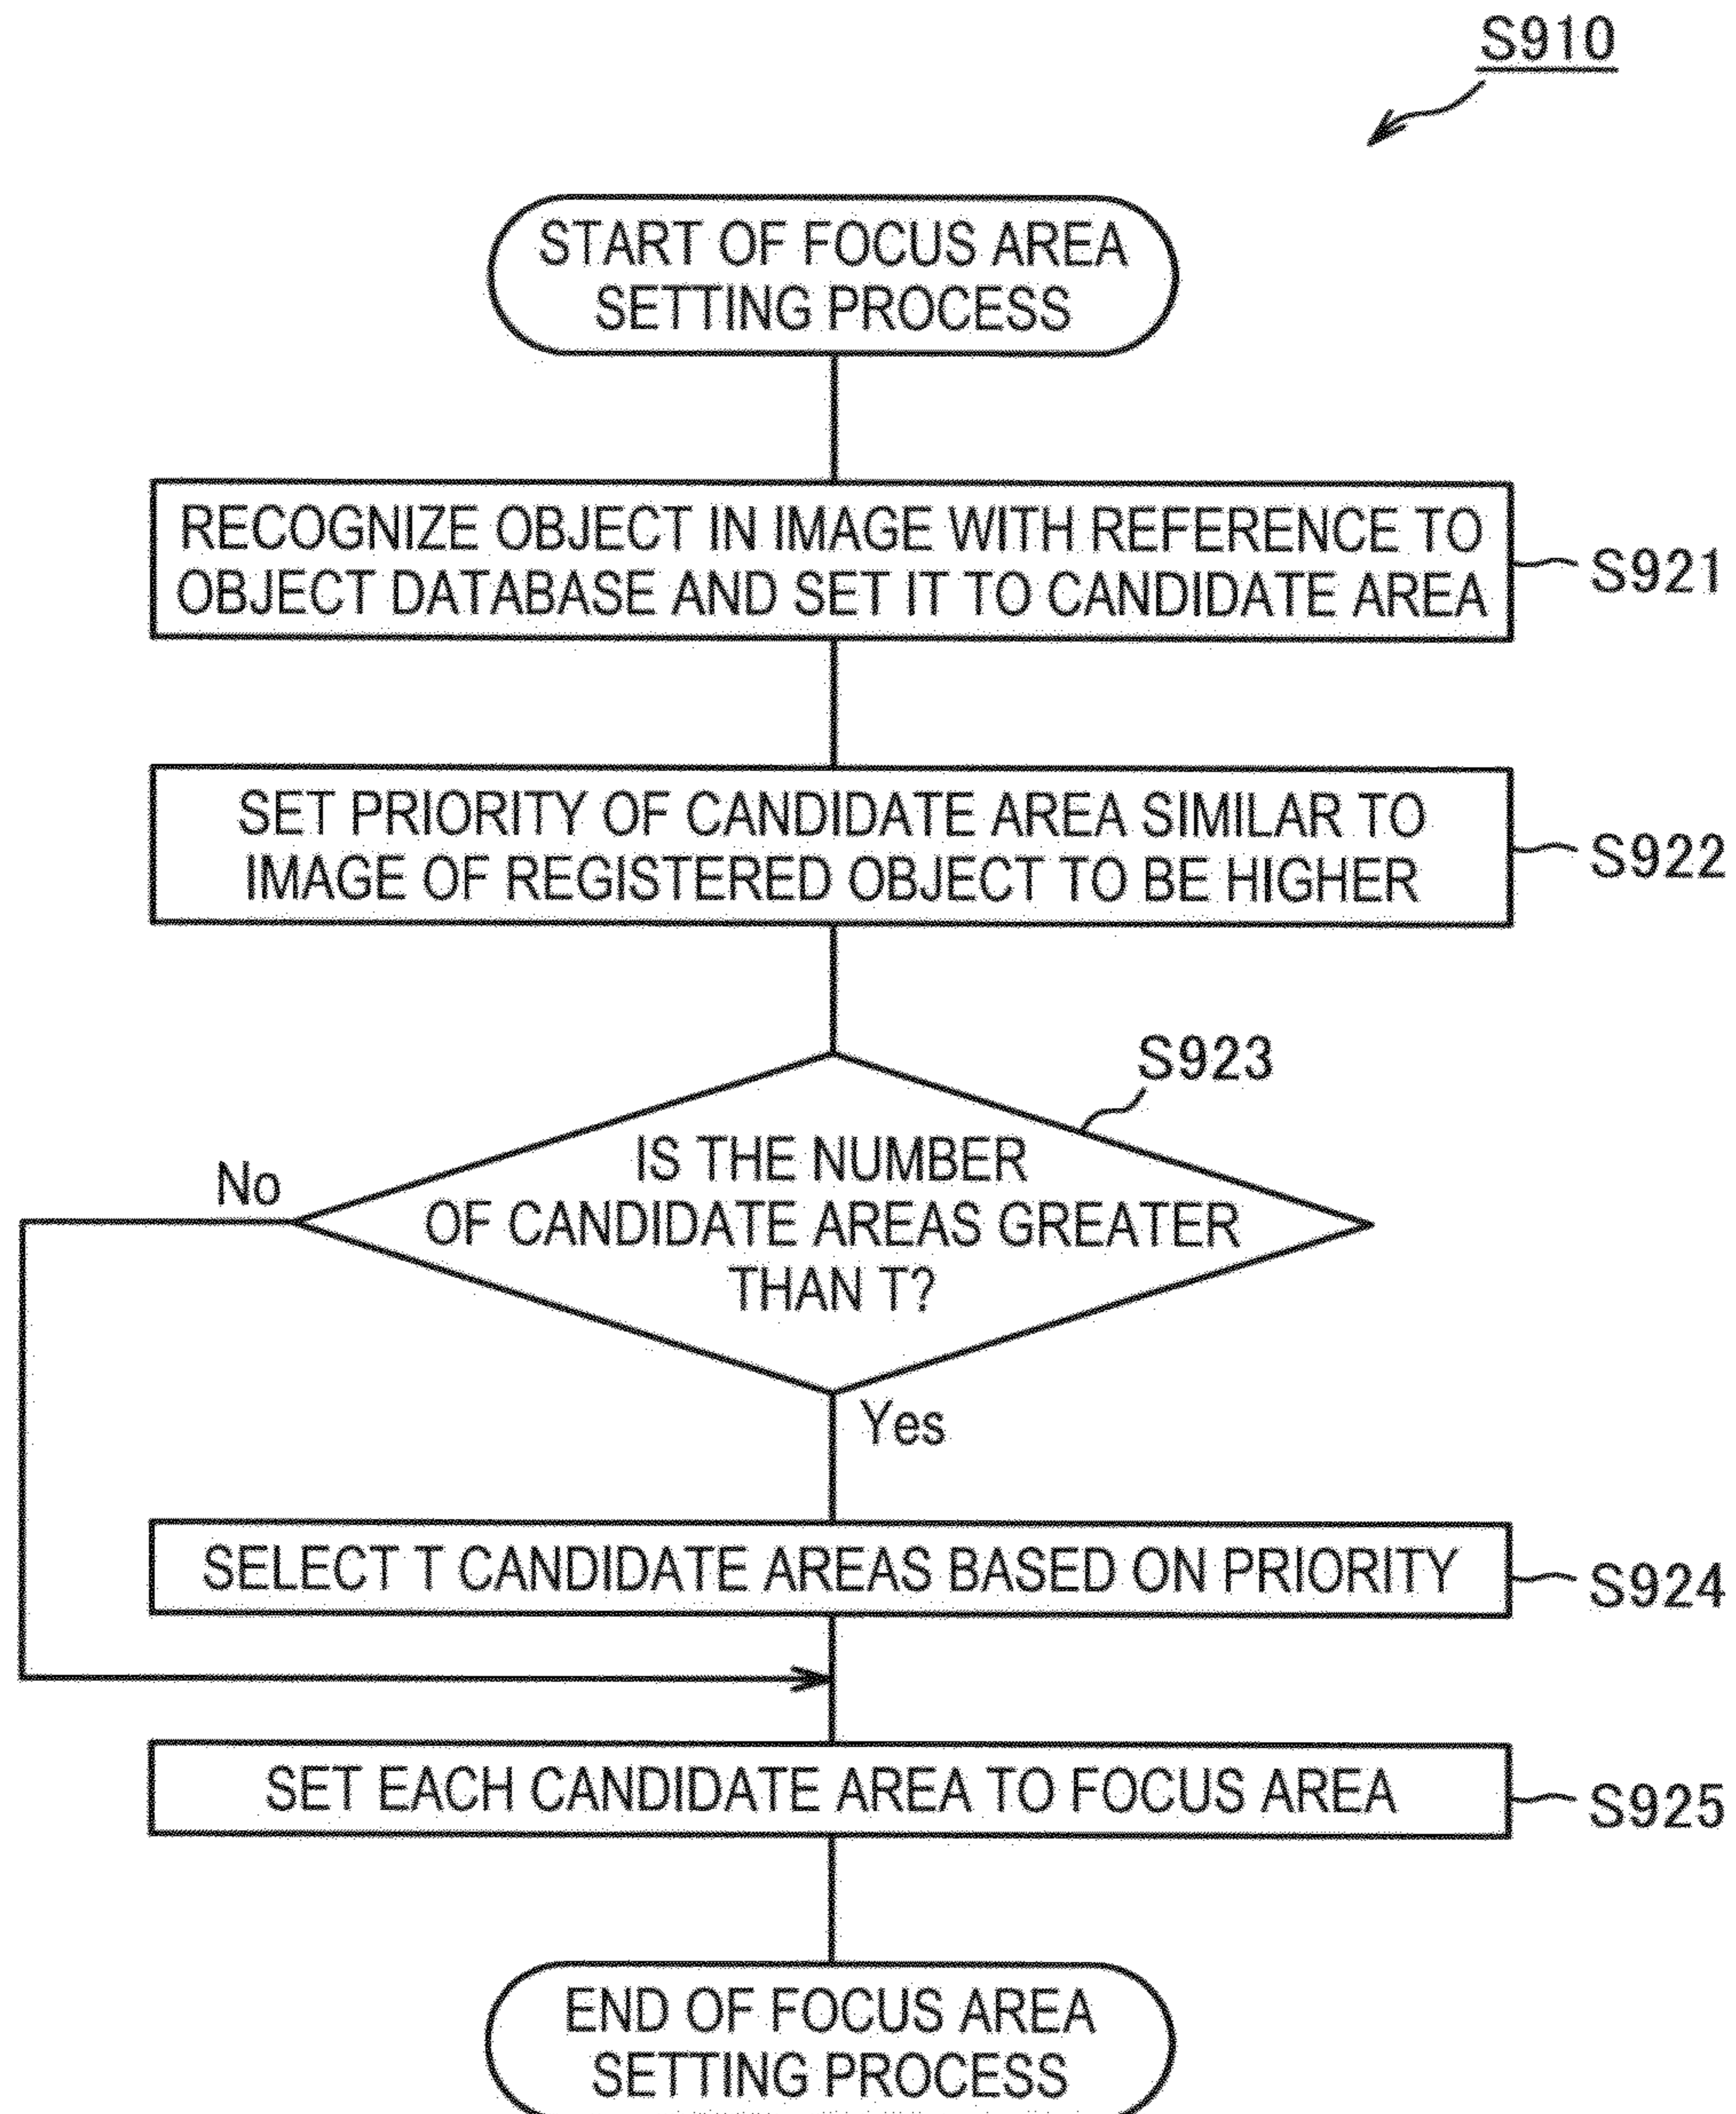 S910
START OF FOCUS AREA
SETTING PROCESS
RECOGNIZE OBJECT IN IMAGE WITH REFERENCE TO
OBJECT DATABASE AND SET IT TO CANDIDATE AREA
S921
SET PRIORITY OF CANDIDATE AREA SIMILAR TO
IMAGE OF REGISTERED OBJECT TO BE HIGHER
S922
S923
IS THE NUMBER
OF CANDIDATE AREAS GREATER
THAN T?
No
Yes
SELECT T CANDIDATE AREAS BASED ON PRIORITY
S924
SET EACH CANDIDATE AREA TO FOCUS AREA
S925
END OF FOCUS AREA
SETTING PROCESS